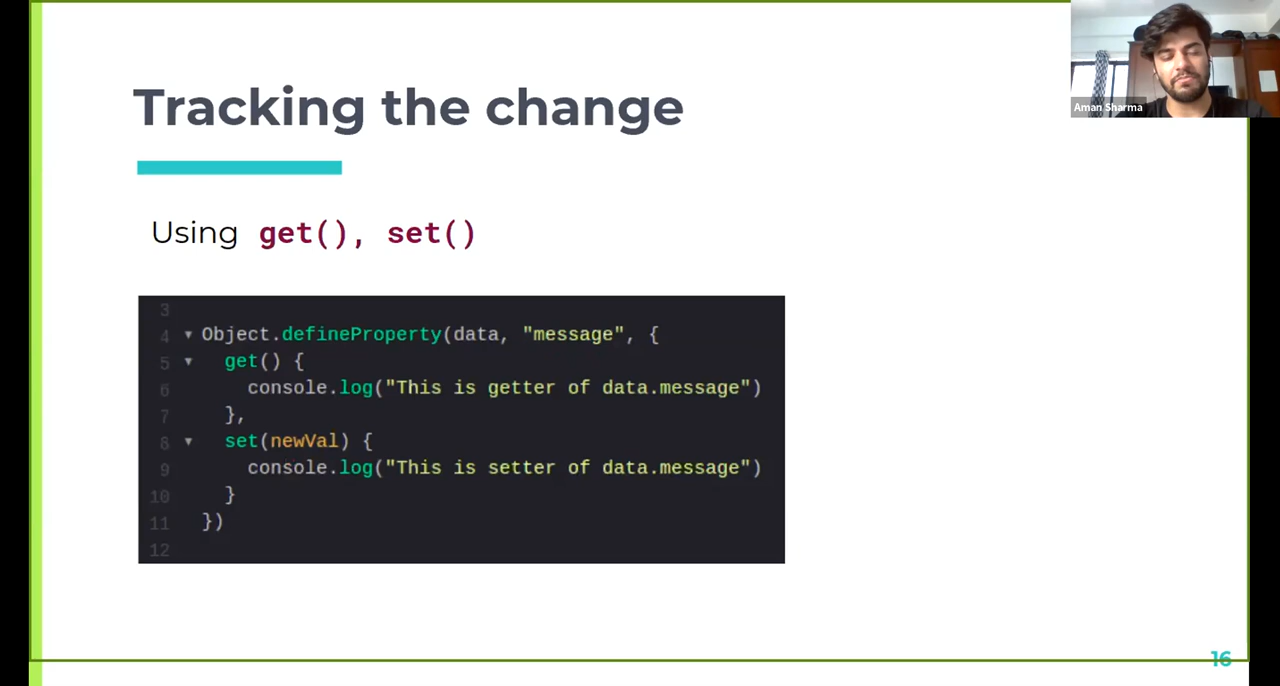 Tracking the change
Aman Sharma
Using get(), set()
3
4 ▾ Object.defineProperty(data, "message", {
5 ▾ get() {
6 console.log("This is getter of data.message")
7 },
8 ▾ set(newVal) {
9 console.log("This is setter of data.message")
10 }
11 })
12
16